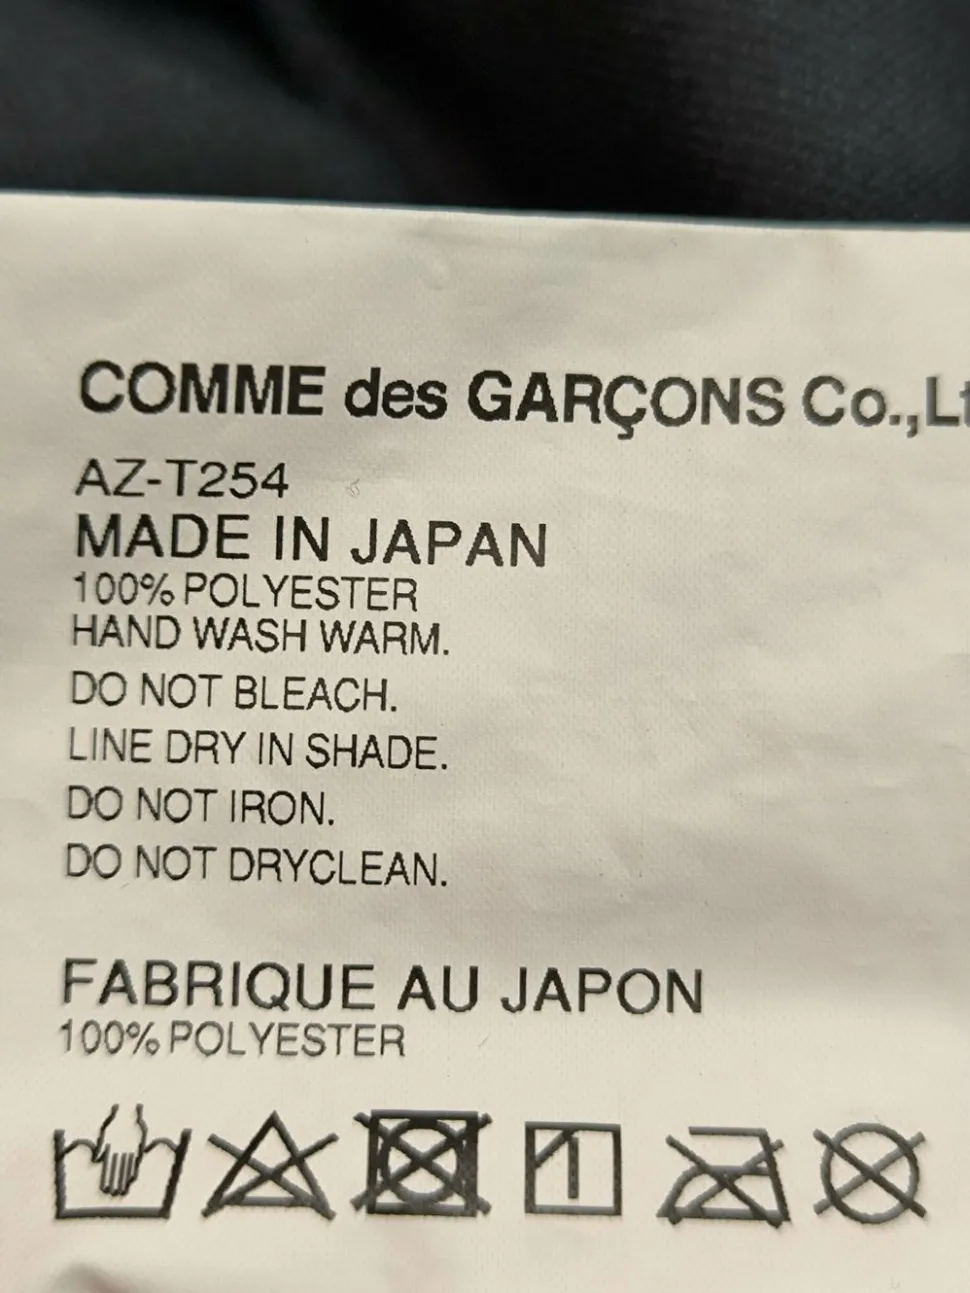 COMME des GARÇONS Co.,Lt
AZ-T254
MADE IN JAPAN
100% POLYESTER
HAND WASH WARM.
DO NOT BLEACH.
LINE DRY IN SHADE.
DO NOT IRON.
DO NOT DRYCLEAN.
FABRIQUE AU JAPON
100% POLYESTER